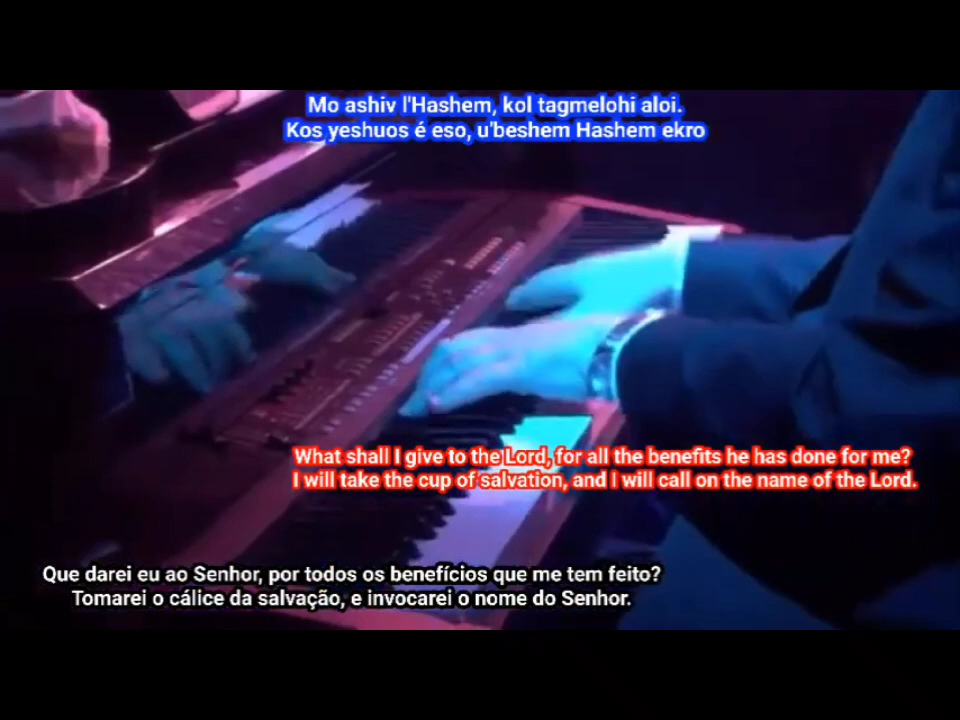 Mo ashiv l'Hashem, kol tagmelohi aloi.
Kos yeshuos é eso, u'beshem Hashem ekro
What shall I give to the Lord, for all the benefits he has done for me?
I will take the cup of salvation, and I will call on the name of the Lord.
Que darei eu ao Senhor, por todos os benefícios que me tem feito?
Tomarei o cálice da salvação, e invocarei o nome do Senhor.